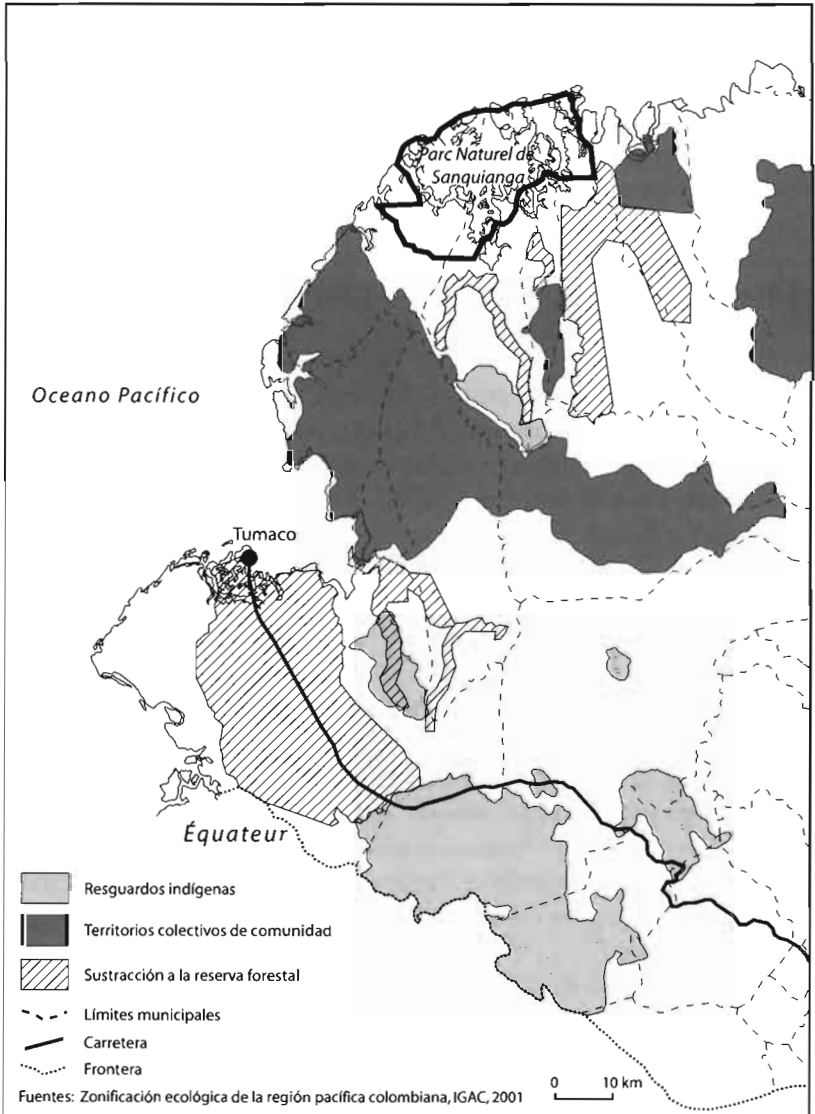 Parc Naturel de
Sanquianga
Oceano Pacífico
Tumaco
Équateur
Resguardos indígenas
Territorios colectivos de comunidad
Sustracción a la reserva forestal
Límites municipales
Carretera
Frontera
Fuentes: Zonificación ecológica de la región pacífica colombiana, IGAC, 2001
0 10 km